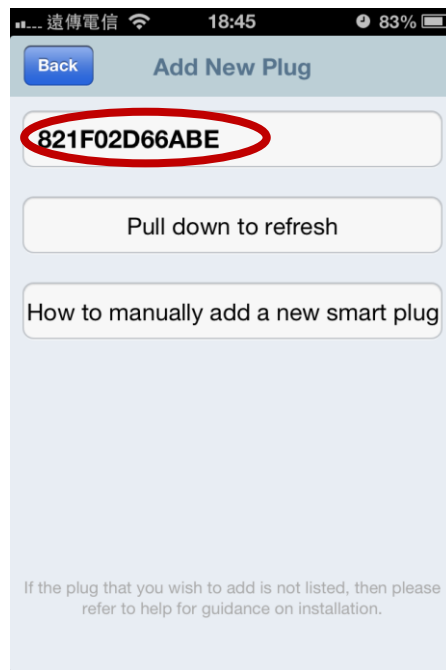 遠傳電信 18:45 83%
Back Add New Plug
821F02D66ABE
Pull down to refresh
How to manually add a new smart plug
If the plug that you wish to add is not listed, then please
refer to help for guidance on installation.